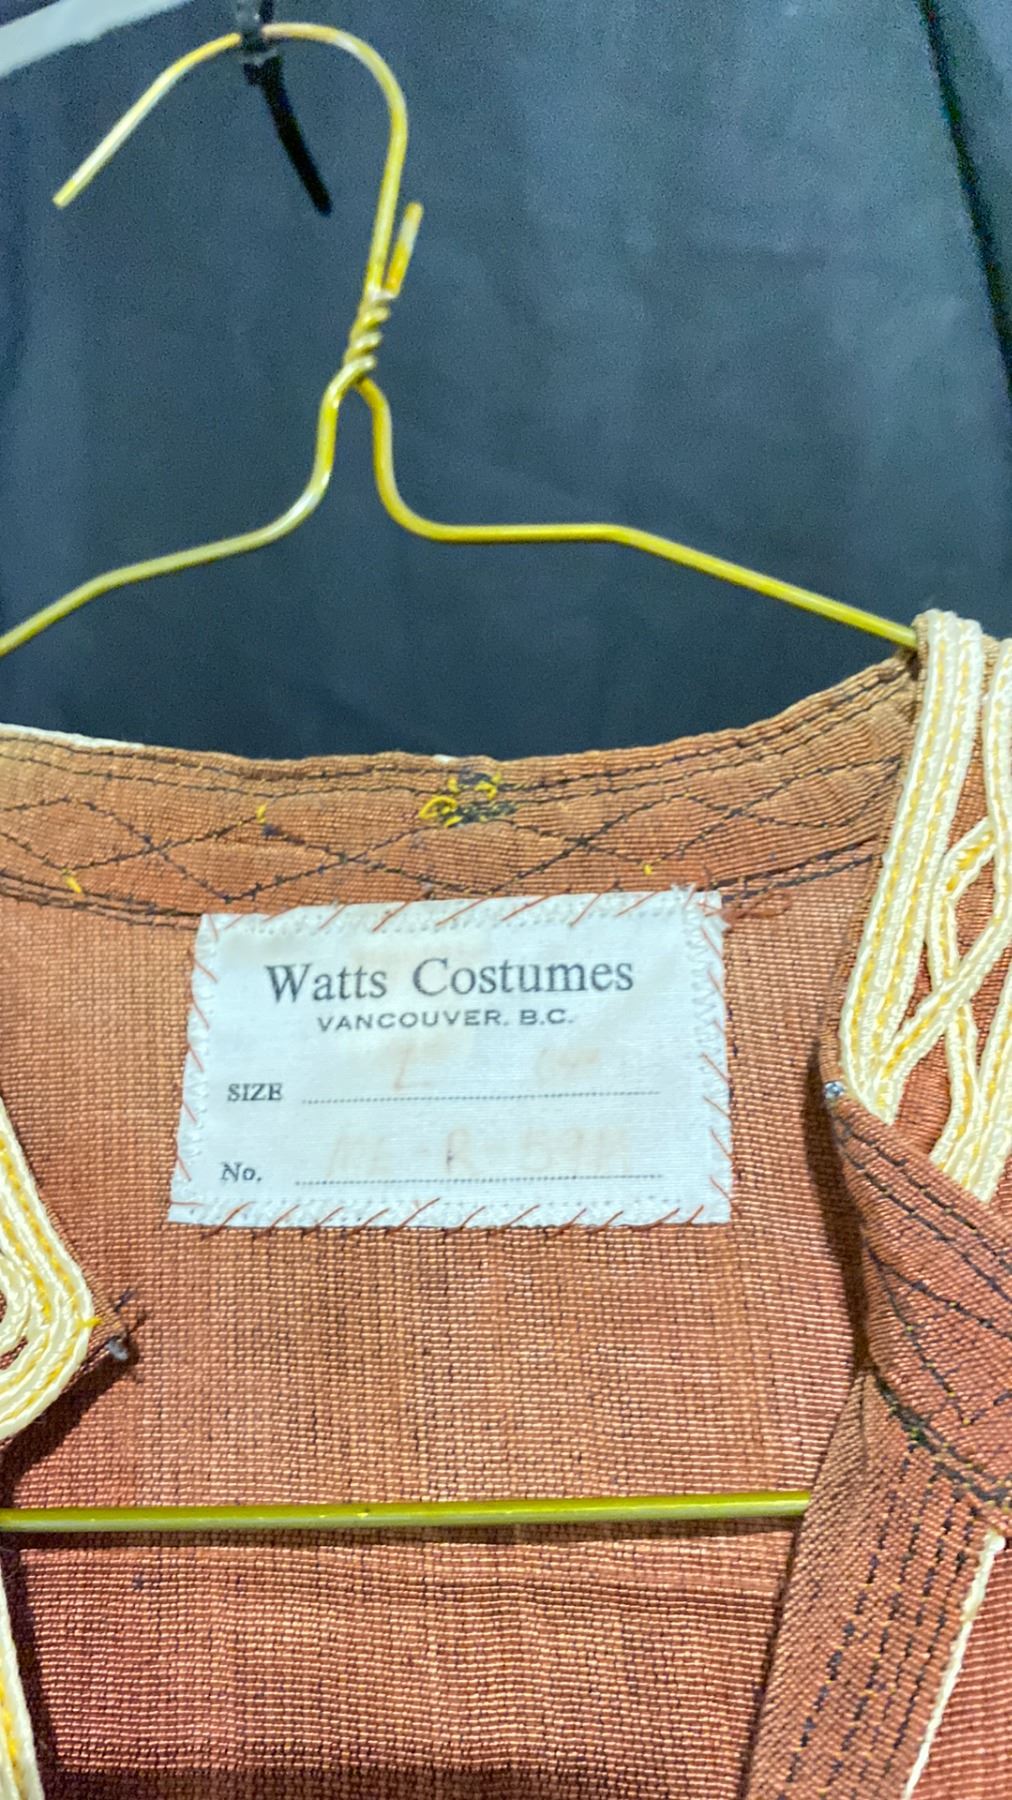 Watts Costumes
VANCOUVER, B.C.
SIZE L
No.